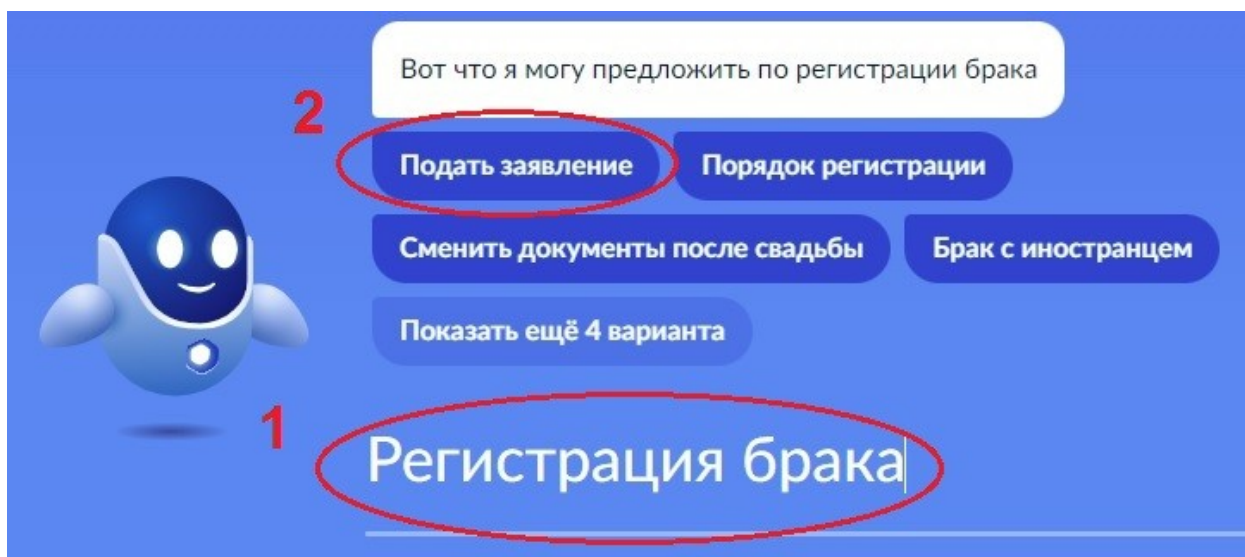 Вот что я могу предложить по регистрации брака
2
Подать заявление Порядок регистрации
Сменить документы после свадьбы Брак с иностранцем
Показать ещё 4 варианта
1
Регистрация брака